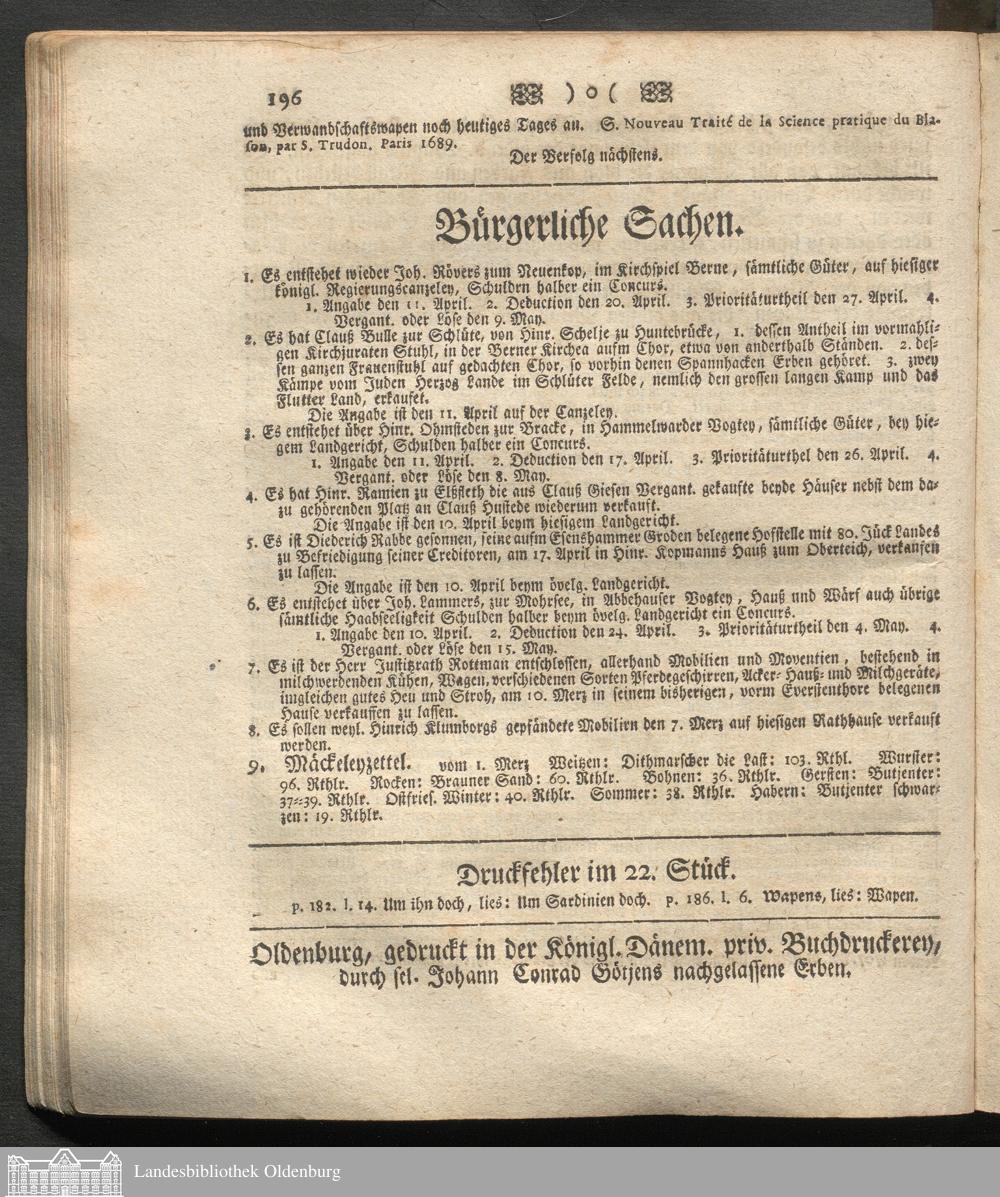 196 ) o (
und Verwandschaftswapen noch heutiges Tages an. S. Nouveau Traité de la Science pratique du Bla-
son, par S. Trudon. Paris 1689.
Der Verfolg nächstens.
Bürgerliche Sachen.
1. Es entstehet wieder Joh. Rövers zum Neuenkop, im Kirchspiel Berne, sämtliche Güter, auf hiesiger
königl. Regierungscanzeley, Schuldrn halber ein Concurs.
1. Angabe den 11. April. 2. Deduction den 20. April. 3. Prioritäturtheil den 27. April. 4.
Vergant. oder Löse den 9. May.
2. Es hat Clauß Bulle zur Schlüte, von Hinr. Schelje zu Huntebrücke, 1. dessen Antheil im vormahli-
gen Kirchjuraten Stuhl, in der Berner Kirchea aufm Chor, etwa von anderthalb Ständen. 2. des-
sen ganzen Frauenstuhl auf gedachten Chor, so vorhin denen Spannhacken Erben gehöret. 3. zwey
Kämpe vom Juden Herzog Lande im Schlüter Felde, nemlich den grossen langen Kamp und das
Flutter Land, erkaufet.
Die Angabe ist den 11. April auf der Canzeley.
3. Es entstehet über Hinr. Ohmsteden zur Bracke, in Hammelwarder Vogtey, sämtliche Güter, bey hie-
gem Landgericht, Schulden halber ein Concurs.
1. Angabe den 11. April. 2. Deduction den 17. April. 3. Prioritäturthel den 26. April. 4.
Vergant. oder Löse den 8. May.
4. Es hat Hinr. Ramien zu Elßfleth die aus Clauß Giesen Vergant. gekaufte beyde Häuser nebst dem da-
zu gehörenden Platz an Clauß Hustede wiederum verkauft.
Die Angabe ist den 10. April beym hiesigem Landgericht.
5. Es ist Diederich Rabbe gesonnen, seine aufm Esenshammer Groden belegene Hofstelle mit 80. Jück Landes
zu Befriedigung seiner Creditoren, am 17. April in Hinr. Kopmanns Hauß zum Oberteich, verkaufen
zu lassen.
Die Angabe ist den 10. April beym övelg. Landgericht.
6. Es entstehet über Joh. Lammers, zur Mohrsee, in Abbehauser Vogtey, Hauß und Wärf auch übrige
sämtliche Haabseeligkeit Schulden halber beym övelg. Landgericht ein Concurs.
1. Angabe den 10. April. 2. Deduction den 24. April. 3. Prioritäturtheil den 4. May. 4.
Vergant. oder Löse den 15. May.
7. Es ist der Herr Justitzrath Rottman entschlossen, allerhand Mobilien und Moventien, bestehend in
milchwerdenden Kühen, Wagen, verschiedenen Sorten Pferdegeschirren, Acker- Hauß- und Milchgeräte,
imgleichen gutes Heu und Stroh, am 10. Merz in seinem bisherigen, vorm Everstenthore belegenen
Hause verkauffen zu lassen.
8. Es sollen weyl. Hinrich Klumborgs gepfändete Mobilien den 7. Merz auf hiesigen Rathhause verkauft
werden.
9. Mäckeleyzettel. vom 1. Merz Weitzen: Dithmarscher die Last: 103. Rthl. Wurster:
96. Rthlr. Rocken: Brauner Sand: 60. Rthlr. Bohnen: 36. Rthlr. Gersten: Butjenter:
37=39. Rthlr. Ostfries. Winter: 40. Rthlr. Sommer: 38. Rthlr. Habern: Butjenter schwar-
zen: 19. Rthlr.
Druckfehler im 22. Stück.
p. 182. l. 14. Um ihn doch, lies: Um Sardinien doch. p. 186. l. 6. Wapens, lies: Wapen.
Oldenburg, gedruckt in der Königl. Dänem. priv. Buchdruckerey,
durch sel. Johann Conrad Götjens nachgelassene Erben.
Landesbibliothek Oldenburg